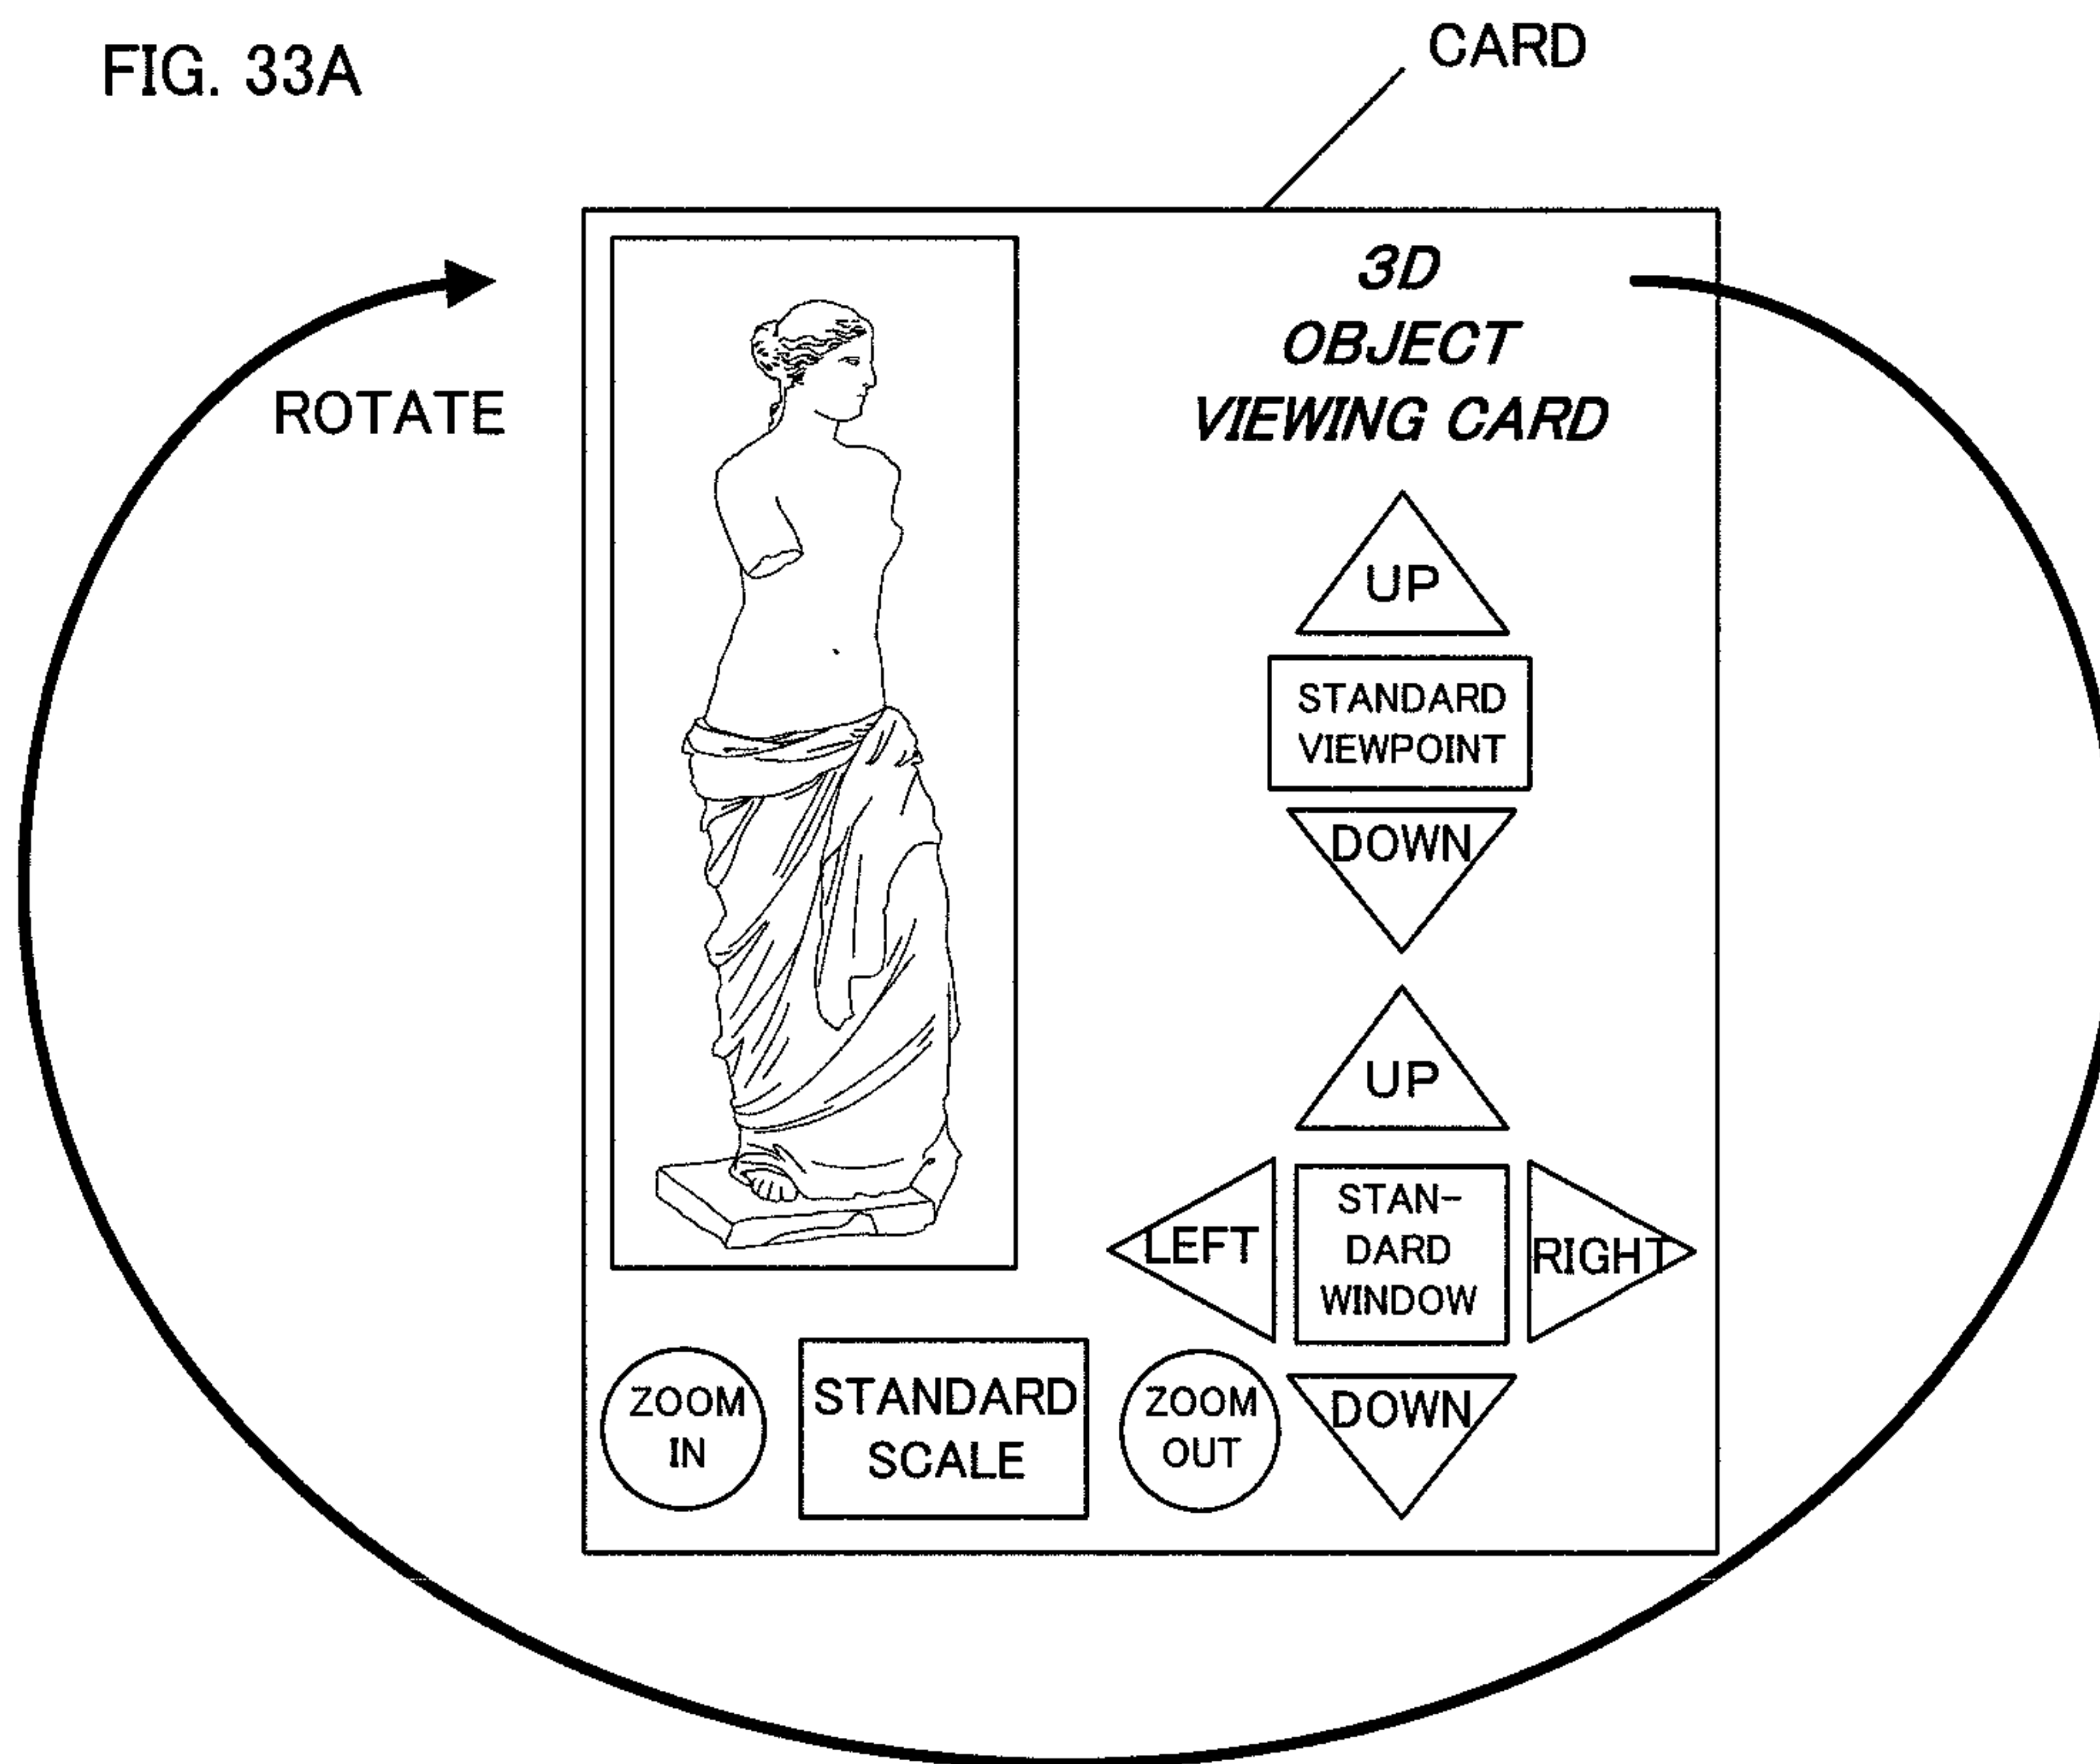 FIG. 33A
CARD
ROTATE
3D
OBJECT
VIEWING CARD
UP
STANDARD
VIEWPOINT
DOWN
UP
LEFT
STAN-
DARD
WINDOW
RIGHT
DOWN
ZOOM
IN
STANDARD
SCALE
ZOOM
OUT